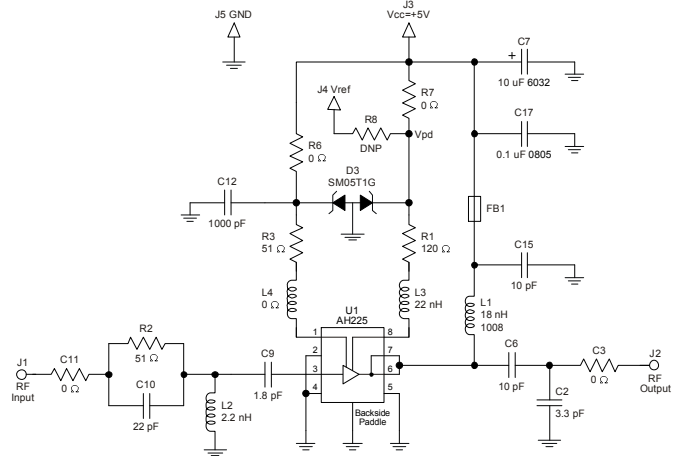 J5 GND
J3
Vcc=+5V
C7
+
10 uF 6032
R7
0 Ω
J4 Vref
R8
DNP
Vpd
C17
0.1 uF 0805
R6
0 Ω
D3
SM05T1G
C12
1000 pF
FB1
R3
51 Ω
R1
120 Ω
C15
10 pF
L4
0 Ω
L3
22 nH
L1
18 nH
1008
U1
AH225
1
8
2
7
3
6
4
5
Backside
Paddle
J1
RF
Input
C11
0 Ω
R2
51 Ω
C10
22 pF
L2
2.2 nH
C9
1.8 pF
C6
10 pF
C3
0 Ω
J2
RF
Output
C2
3.3 pF